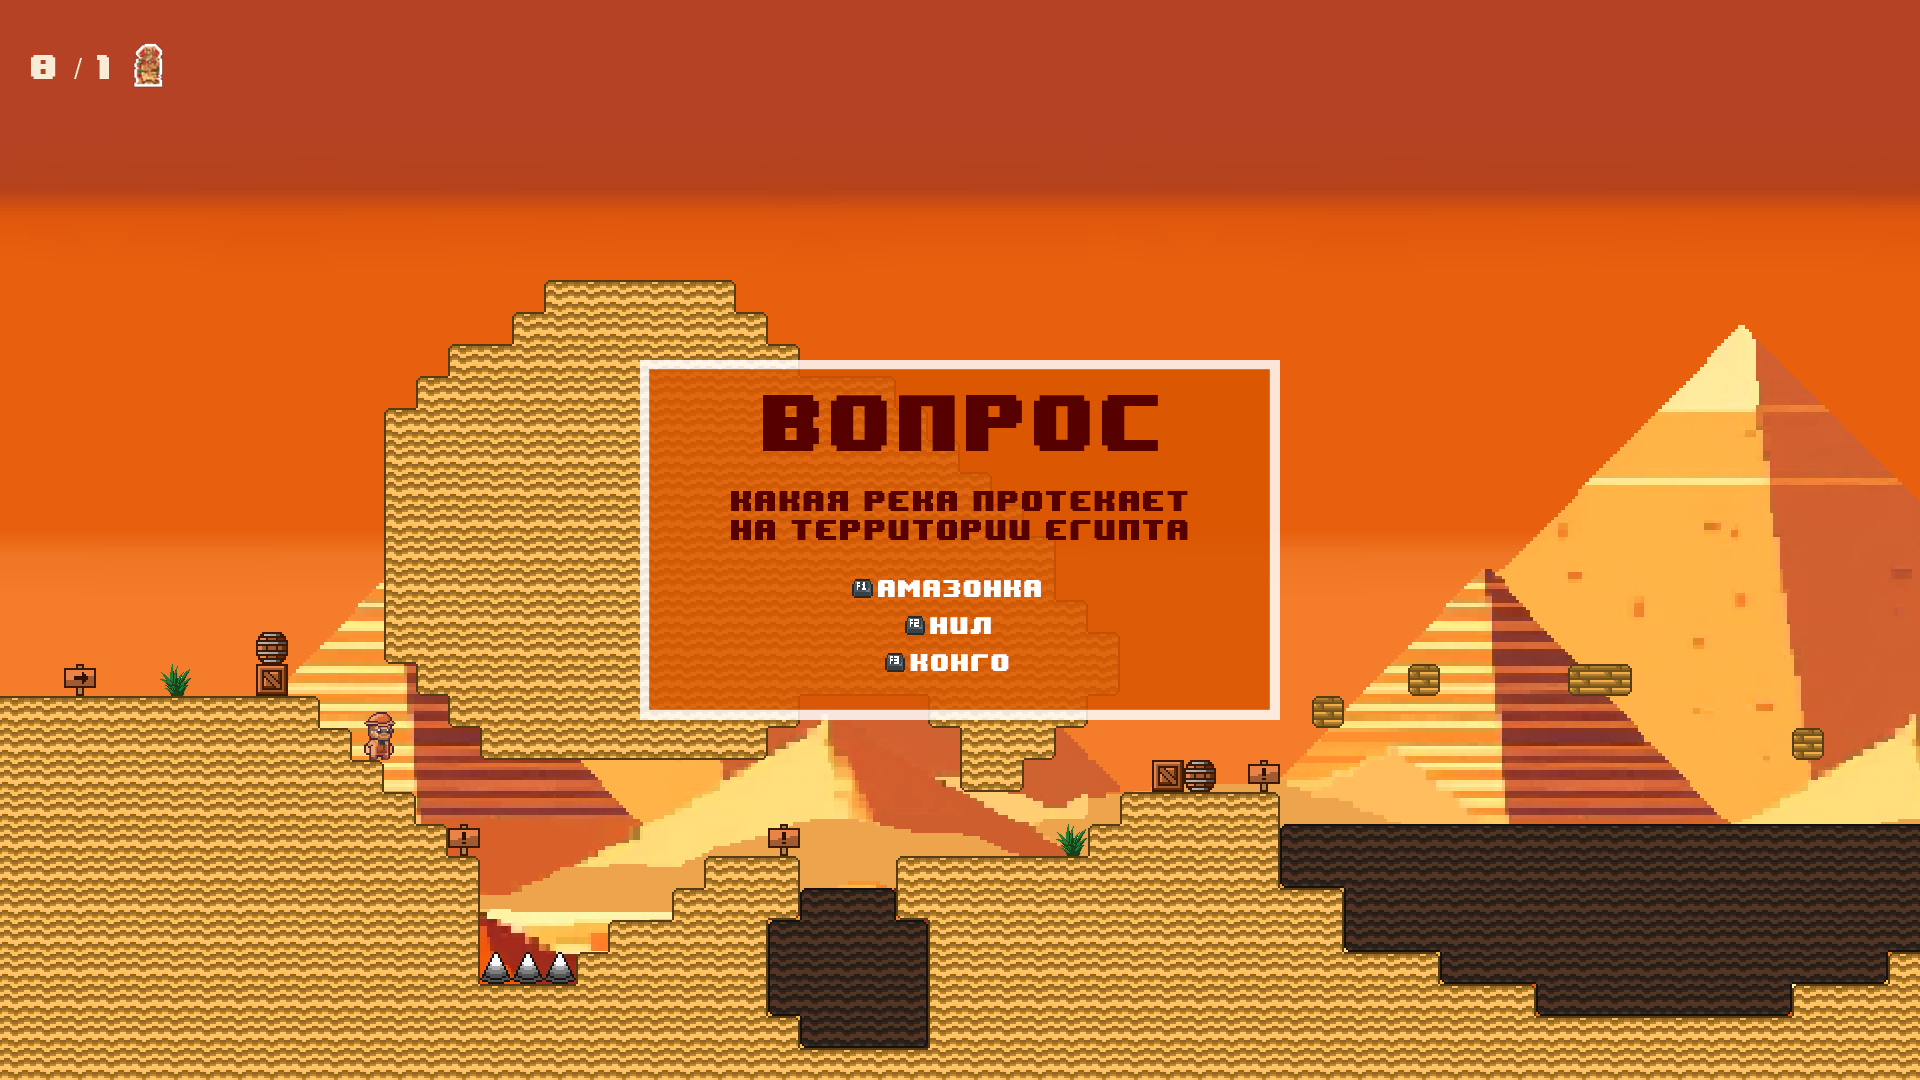 8 / 1
ВОПРОС
КАКАЯ РЕКА ПРОТЕКАЕТ
НА ТЕРРИТОРИИ ЕГИПТА
F1 АМАЗОНКА
F2 НИЛ
F3 КОНГО